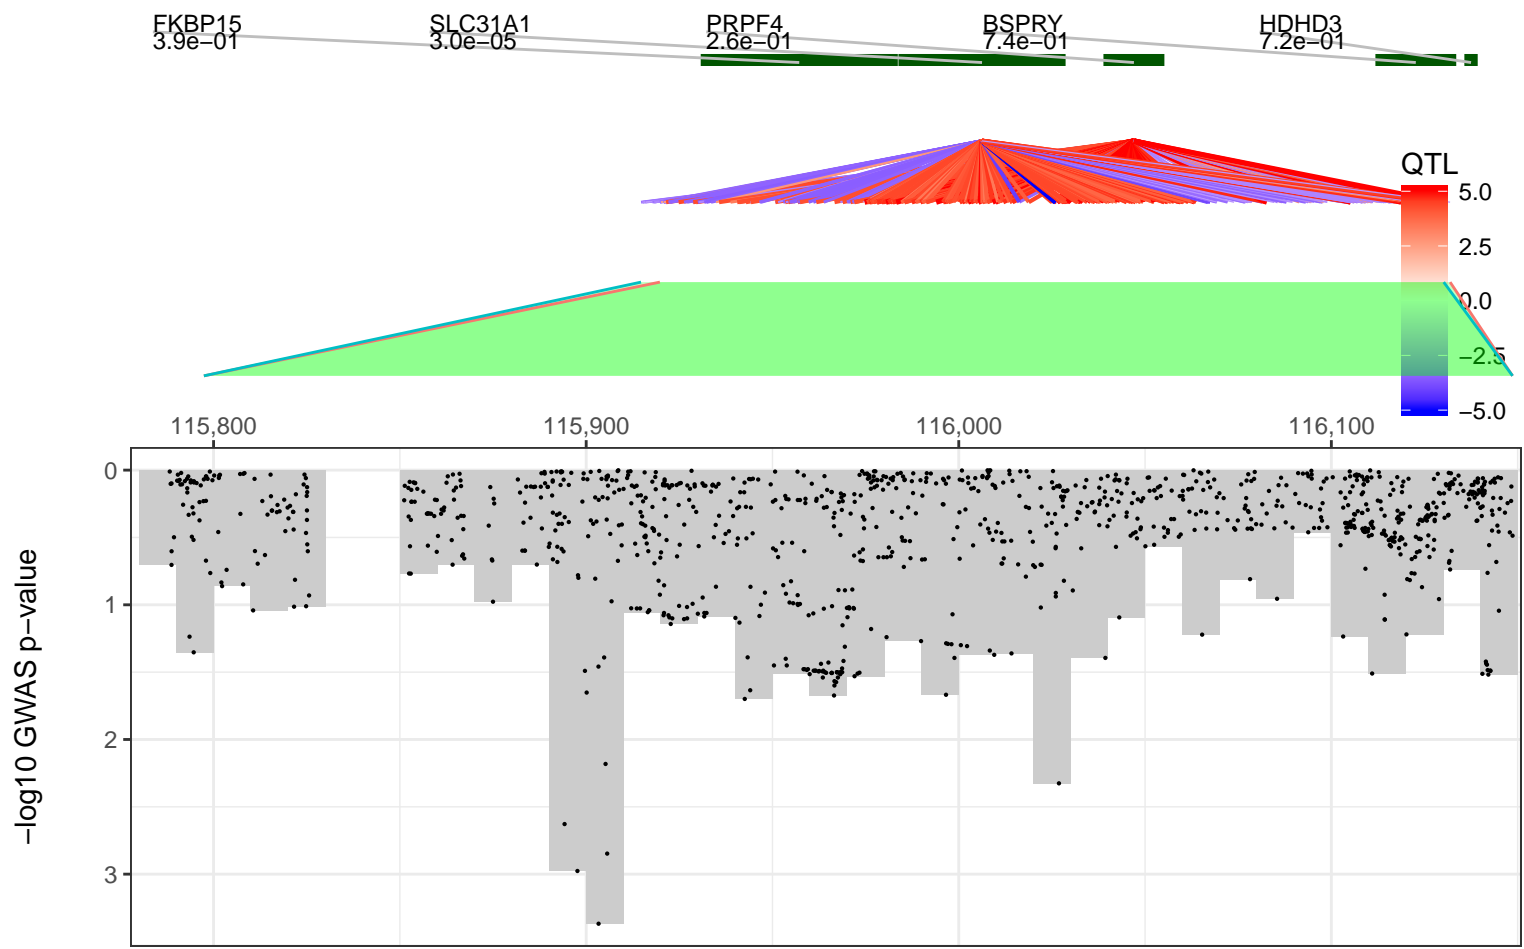 FKBP15 SLC31A1 PRPF4 BSPRY HDHD3
3.9e−01 3.0e−05 2.6e−01 7.4e−01 7.2e−01
QTL
5.0
2.5
0.0
−2.5
−5.0
115,800 115,900 116,000 116,100
0
1
2
3
−log10 GWAS p−value